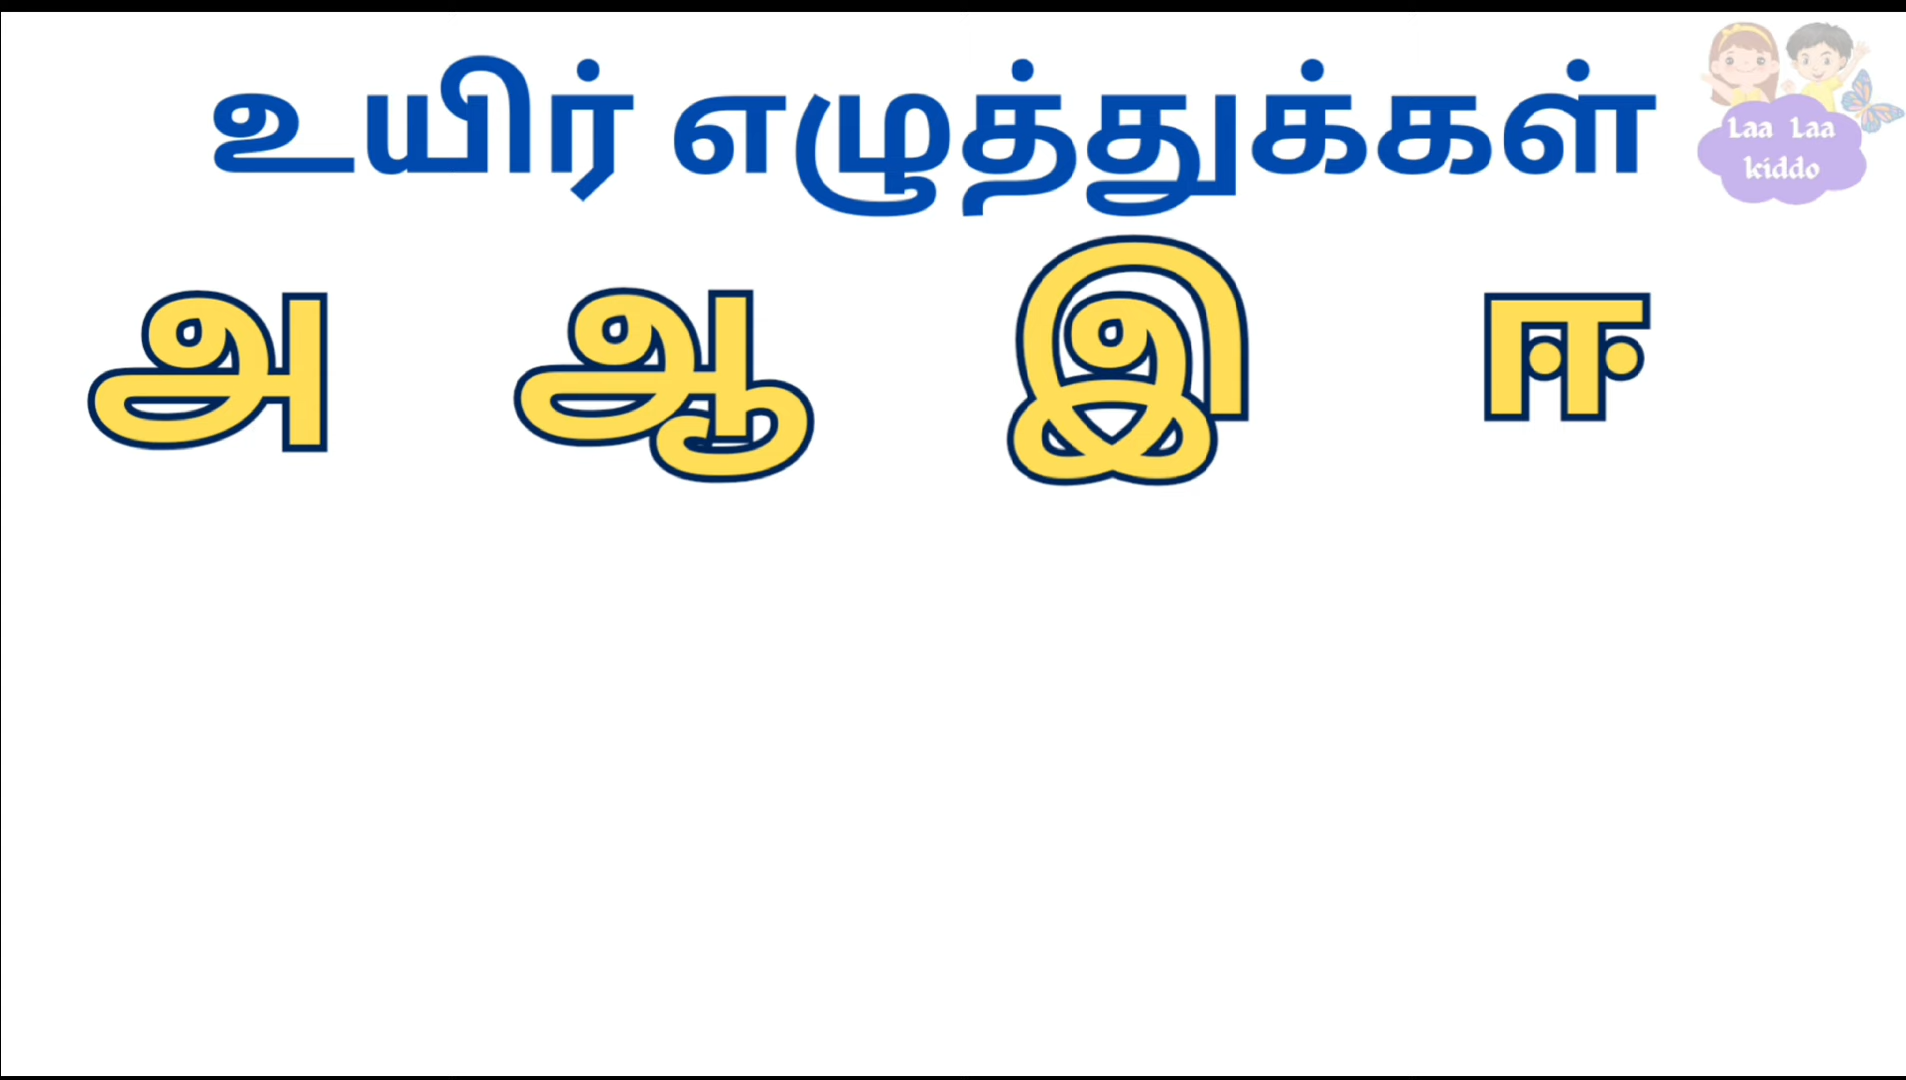 உயிர் எழுத்துக்கள்
Laa Laa
kiddo
அ ஆ இ ஈ